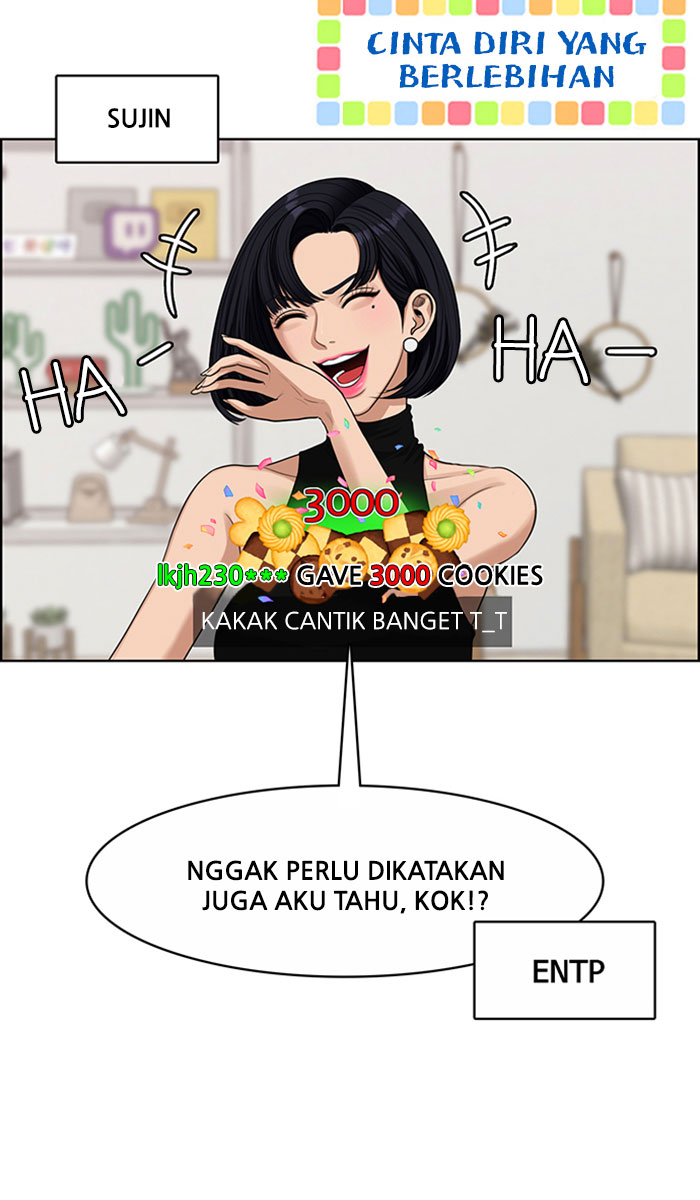 CINTA DIRI YANG
BERLEBIHAN
SUJIN
HA-
HA-
3000
lkjh230*** GAVE 3000 COOKIES
KAKAK CANTIK BANGET T_T
NGGAK PERLU DIKATAKAN
JUGA AKU TAHU, KOK!?
ENTP